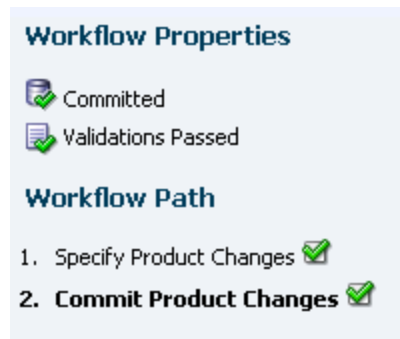 Workflow Properties
Committed
Validations Passed
Workflow Path
1. Specify Product Changes
2. Commit Product Changes